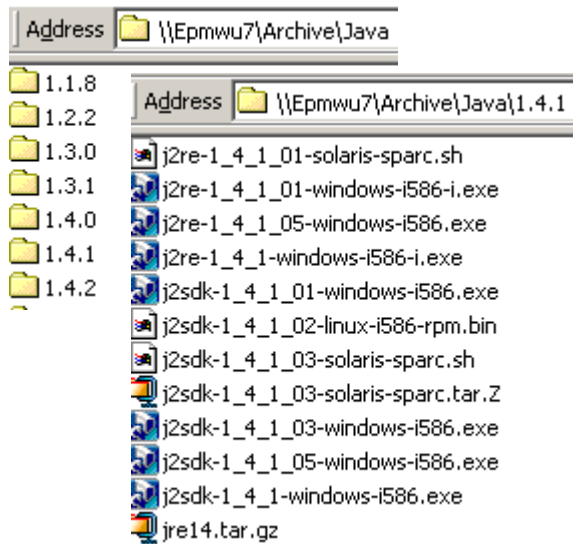 Address \\Epmwu7\Archive\Java
1.1.8
1.2.2
1.3.0
1.3.1
1.4.0
1.4.1
1.4.2
Address \\Epmwu7\Archive\Java\1.4.1
j2re-1_4_1_01-solaris-sparc.sh
j2re-1_4_1_01-windows-i586-i.exe
j2re-1_4_1_05-windows-i586.exe
j2re-1_4_1-windows-i586-i.exe
j2sdk-1_4_1_01-windows-i586.exe
j2sdk-1_4_1_02-linux-i586-rpm.bin
j2sdk-1_4_1_03-solaris-sparc.sh
j2sdk-1_4_1_03-solaris-sparc.tar.Z
j2sdk-1_4_1_03-windows-i586.exe
j2sdk-1_4_1_05-windows-i586.exe
j2sdk-1_4_1-windows-i586.exe
jre14.tar.gz